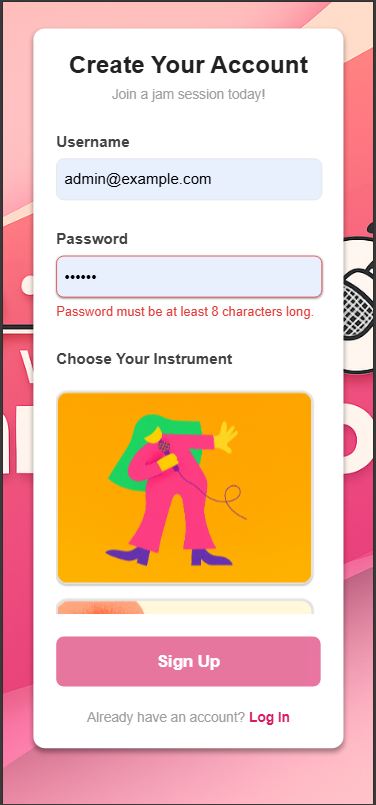 Create Your Account
Join a jam session today!
Username
admin@example.com
Password
••••••
Password must be at least 8 characters long.
Choose Your Instrument
Sign Up
Already have an account? Log In